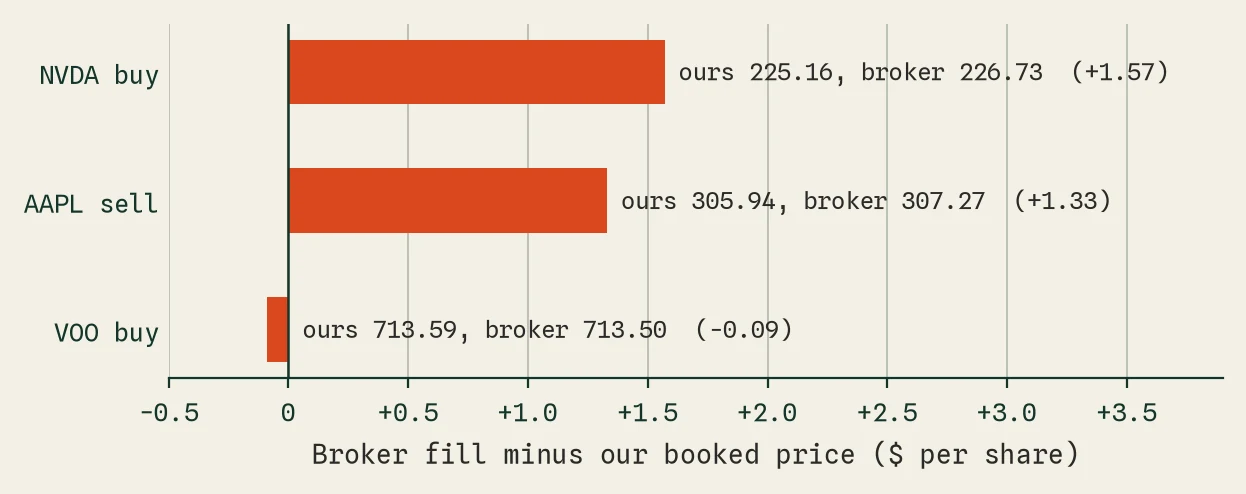 NVDA buy ours 225.16, broker 226.73 (+1.57)
AAPL sell ours 305.94, broker 307.27 (+1.33)
VOO buy ours 713.59, broker 713.50 (-0.09)
-0.5 0 +0.5 +1.0 +1.5 +2.0 +2.5 +3.0 +3.5
Broker fill minus our booked price ($ per share)